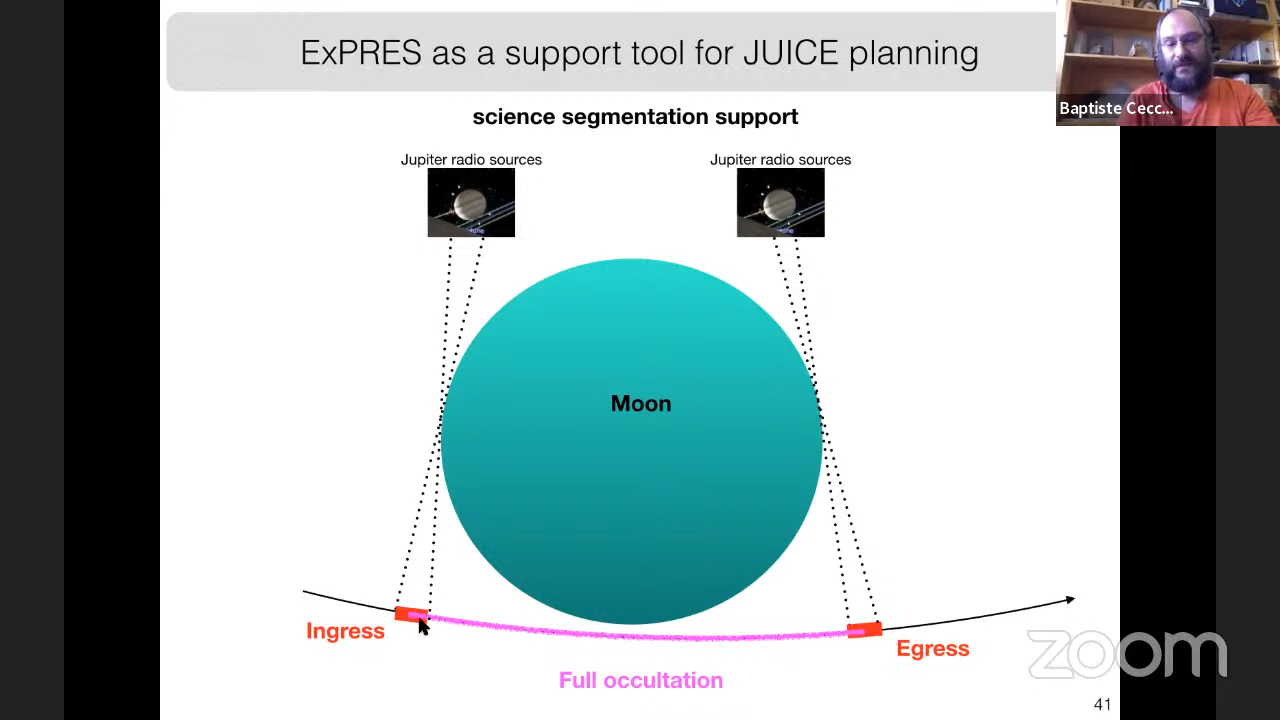 ExPRES as a support tool for JUICE planning
Baptiste Cecc...
science segmentation support
Jupiter radio sources
Jupiter radio sources
Moon
Ingress
Egress
Full occultation
zoom
41